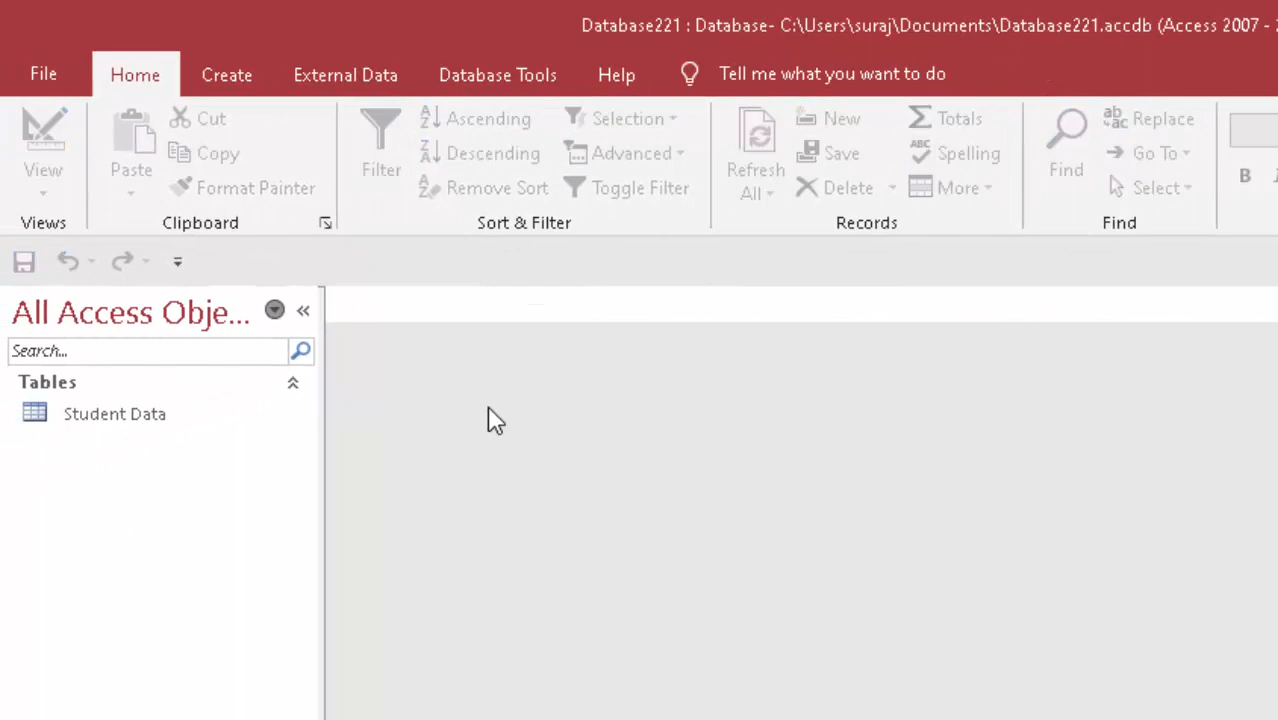 Database221 : Database- C:\Users\suraj\Documents\Database221.accdb (Access 2007 -
File Home Create External Data Database Tools Help Tell me what you want to do
View
Views
Paste
Cut
Copy
Format Painter
Clipboard
Filter
Ascending
Descending
Remove Sort
Selection
Advanced
Toggle Filter
Sort & Filter
Refresh
All
New
Save
Delete
Totals
Spelling
More
Records
Find
Replace
Go To
Select
Find
B
All Access Obje...
Search...
Tables
Student Data